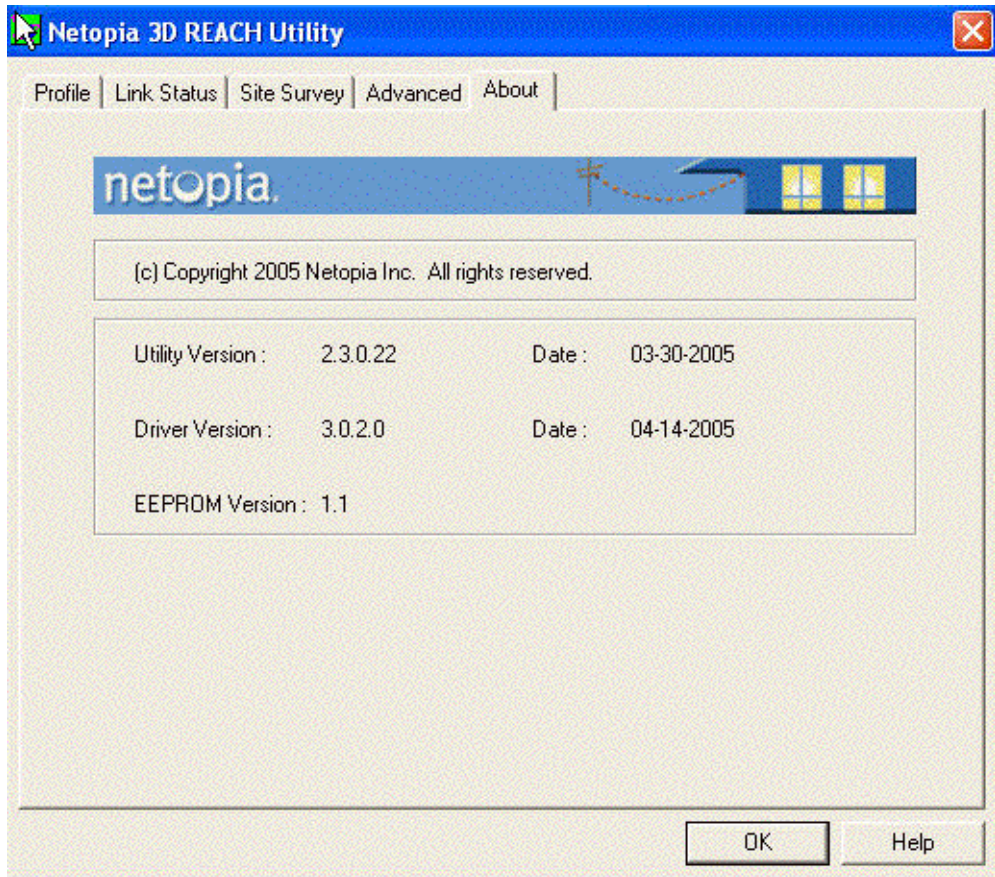 Netopia 3D REACH Utility
Profile Link Status Site Survey Advanced About
netopia.
(c) Copyright 2005 Netopia Inc. All rights reserved.
Utility Version : 2.3.0.22 Date : 03-30-2005
Driver Version : 3.0.2.0 Date : 04-14-2005
EEPROM Version : 1.1
OK Help